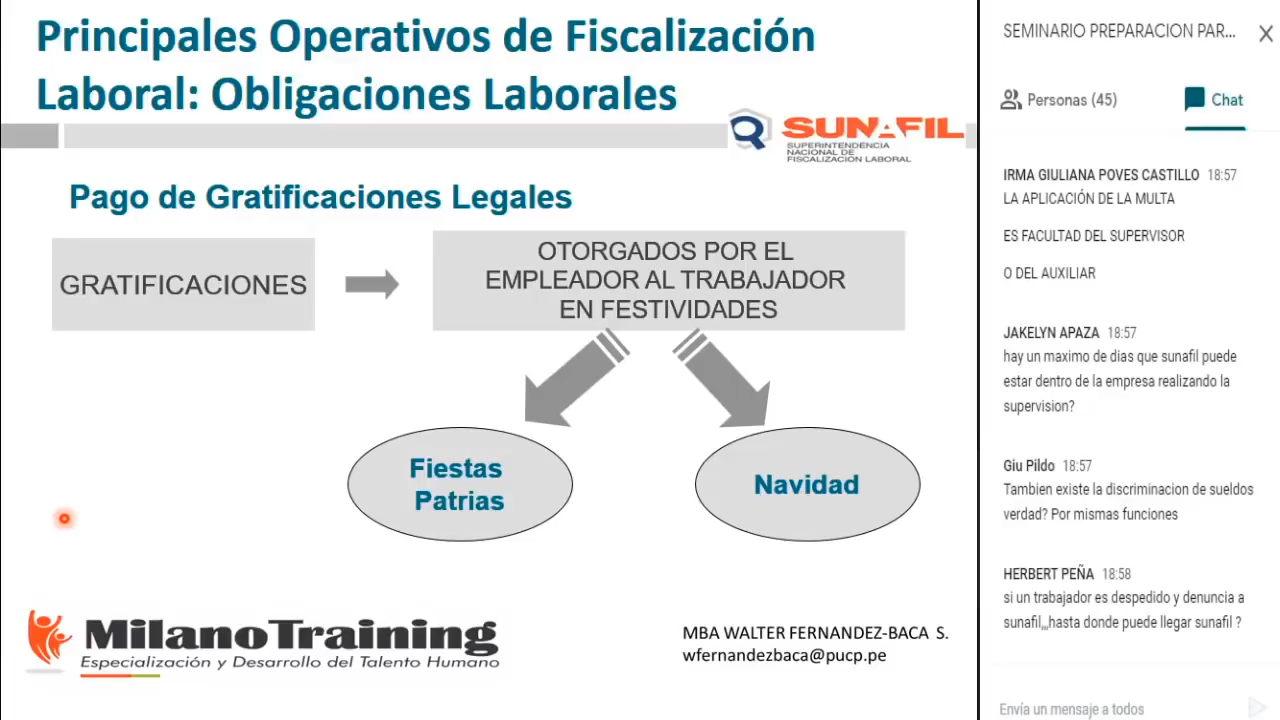 Principales Operativos de Fiscalización
Laboral: Obligaciones Laborales
SUNAFIL
SUPERINTENDENCIA
NACIONAL DE
FISCALIZACIÓN LABORAL
Pago de Gratificaciones Legales
GRATIFICACIONES
OTORGADOS POR EL
EMPLEADOR AL TRABAJADOR
EN FESTIVIDADES
Fiestas
Patrias
Navidad
Milano Training
Especialización y Desarrollo del Talento Humano
MBA WALTER FERNANDEZ-BACA S.
wfernandezbaca@pucp.pe
SEMINARIO PREPARACION PAR...
Personas (45)
Chat
IRMA GIULIANA POVES CASTILLO 18:57
LA APLICACIÓN DE LA MULTA
ES FACULTAD DEL SUPERVISOR
O DEL AUXILIAR
JAKELYN APAZA 18:57
hay un maximo de dias que sunafil puede
estar dentro de la empresa realizando la
supervision?
Giu Pildo 18:57
Tambien existe la discriminacion de sueldos
verdad? Por mismas funciones
HERBERT PEÑA 18:58
si un trabajador es despedido y denuncia a
sunafil,,,hasta donde puede llegar sunafil ?
Envía un mensaje a todos